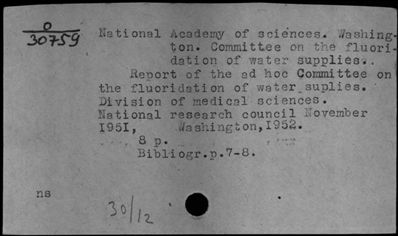 0
30759
National Academy of sciences. Washing-
ton. Committee on the fluori-
dation of water supplies.
Report of the ad hoc Committee on
the fluoridation of water suplies.
Division of medical sciences.
National research council November
I95I, Washington,I952.
8 p.
Bibliogr.p.7-8.
ns
30/12